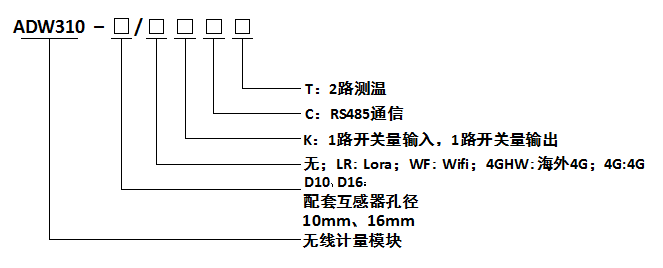 ADW310 – □ / □ □ □ □
T：2路测温
C：RS485通信
K：1路开关量输入，1路开关量输出
无；LR: Lora；WF: Wifi；4GHW: 海外4G；4G:4G
D10、D16：
配套互感器孔径
10mm、16mm
无线计量模块